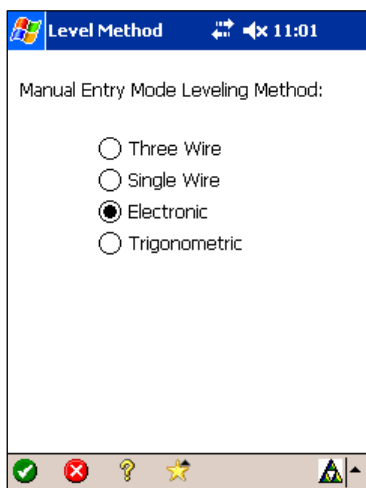 Level Method 11:01
Manual Entry Mode Leveling Method:
Three Wire
Single Wire
Electronic
Trigonometric